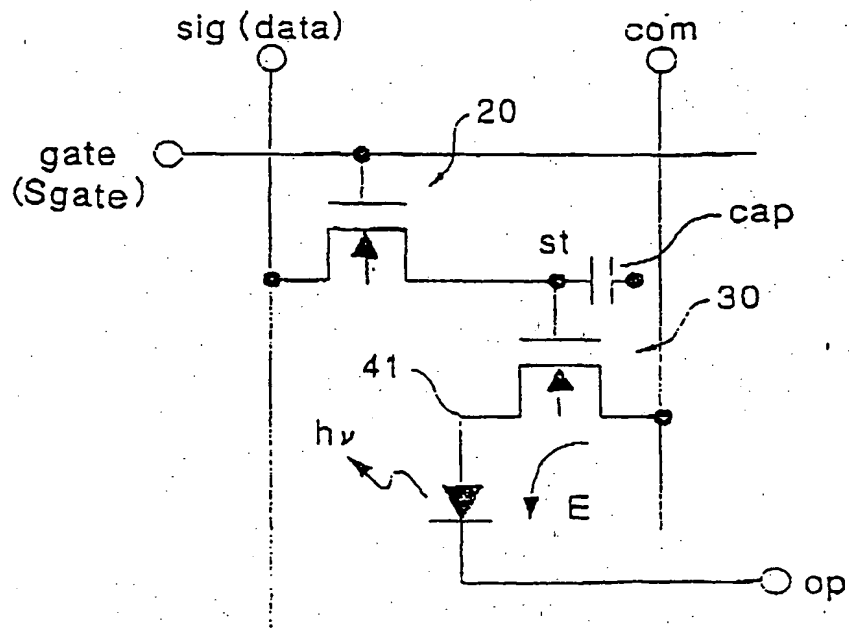 sig (data)
com
20
gate
(Sgate)
cap
st
30
41
hν
E
op